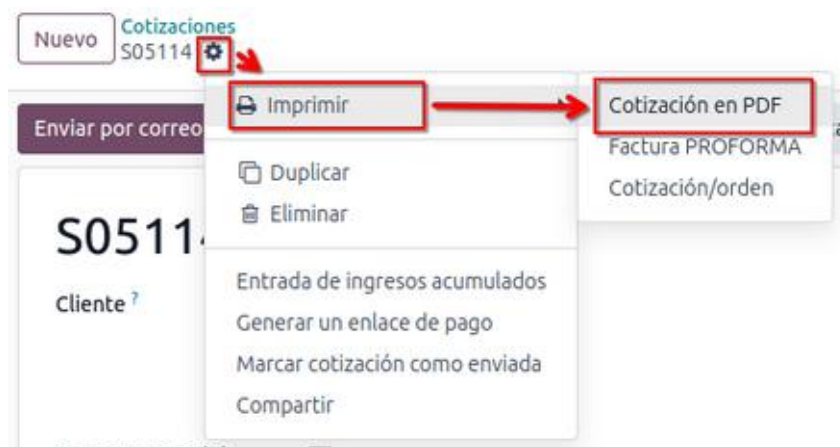 Nuevo
Cotizaciones
S05114
Enviar por correo
Imprimir
Cotización en PDF
Factura PROFORMA
Cotización/orden
Duplicar
Eliminar
S0511
Cliente ?
Entrada de ingresos acumulados
Generar un enlace de pago
Marcar cotización como enviada
Compartir